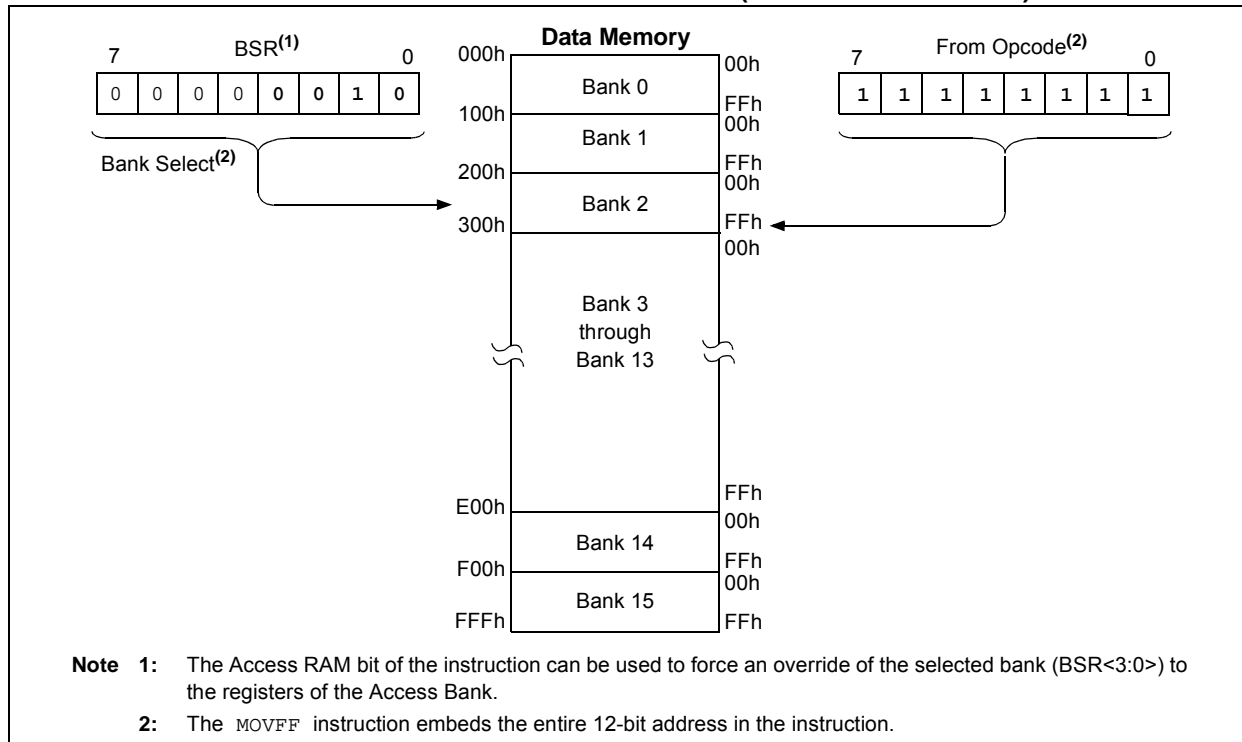 7 BSR(1) 0
0 0 0 0 0 0 1 0
Bank Select(2)
Data Memory
000h
Bank 0
00h
FFh
100h
Bank 1
00h
FFh
200h
Bank 2
00h
FFh
300h
00h
Bank 3
through
Bank 13
FFh
E00h
Bank 14
00h
FFh
F00h
Bank 15
00h
FFFh
FFh
7 From Opcode(2) 0
1 1 1 1 1 1 1 1
Note 1: The Access RAM bit of the instruction can be used to force an override of the selected bank (BSR<3:0>) to
the registers of the Access Bank.
2: The MOVFF instruction embeds the entire 12-bit address in the instruction.